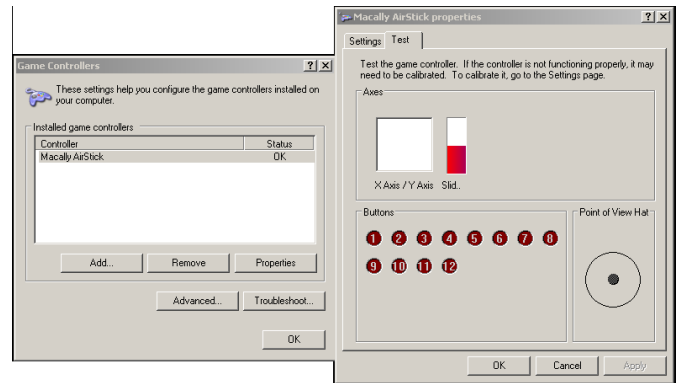 Game Controllers
These settings help you configure the game controllers installed on
your computer.
Installed game controllers
Controller Status
Macally AirStick OK
Add... Remove Properties
Advanced... Troubleshoot...
OK
Macally AirStick properties
Settings Test
Test the game controller. If the controller is not functioning properly, it may
need to be calibrated. To calibrate it, go to the Settings page.
Axes
X Axis / Y Axis Slid..
Buttons
1 2 3 4 5 6 7 8
9 10 11 12
Point of View Hat
OK Cancel Apply